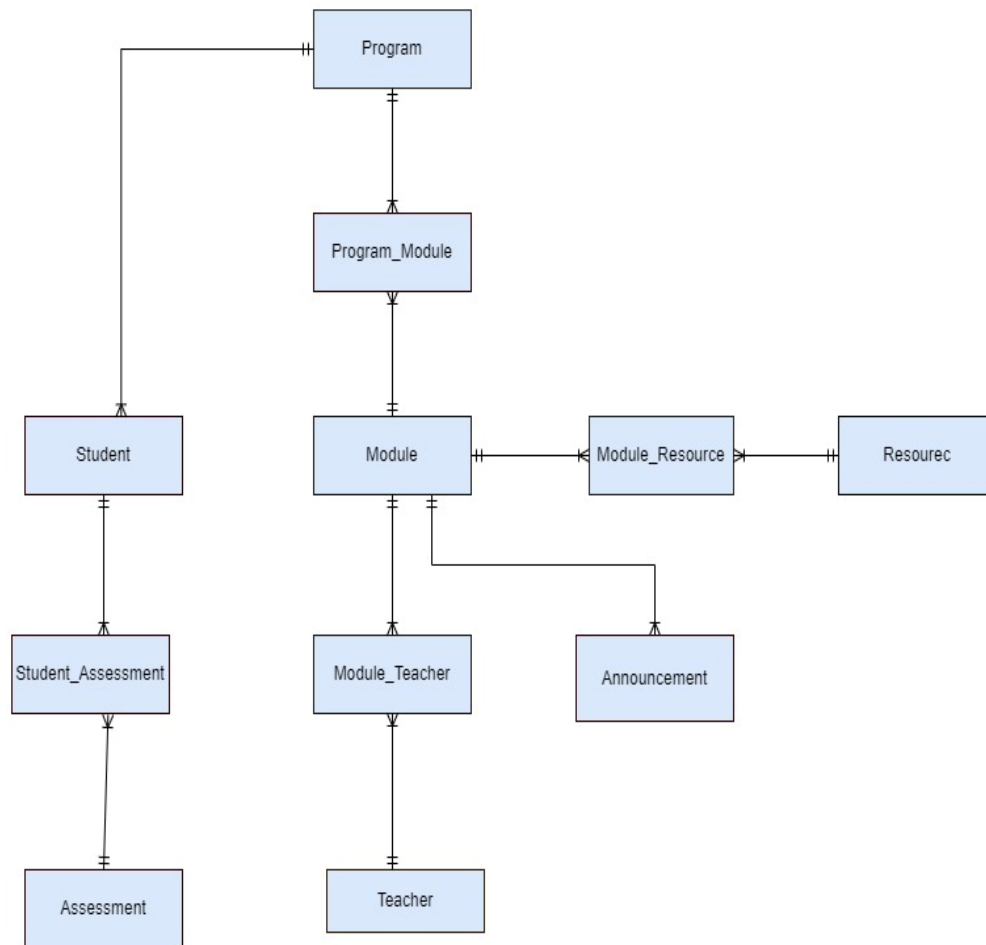 Program
Program_Module
Student
Module
Module_Resource
Resourec
Student_Assessment
Module_Teacher
Announcement
Assessment
Teacher